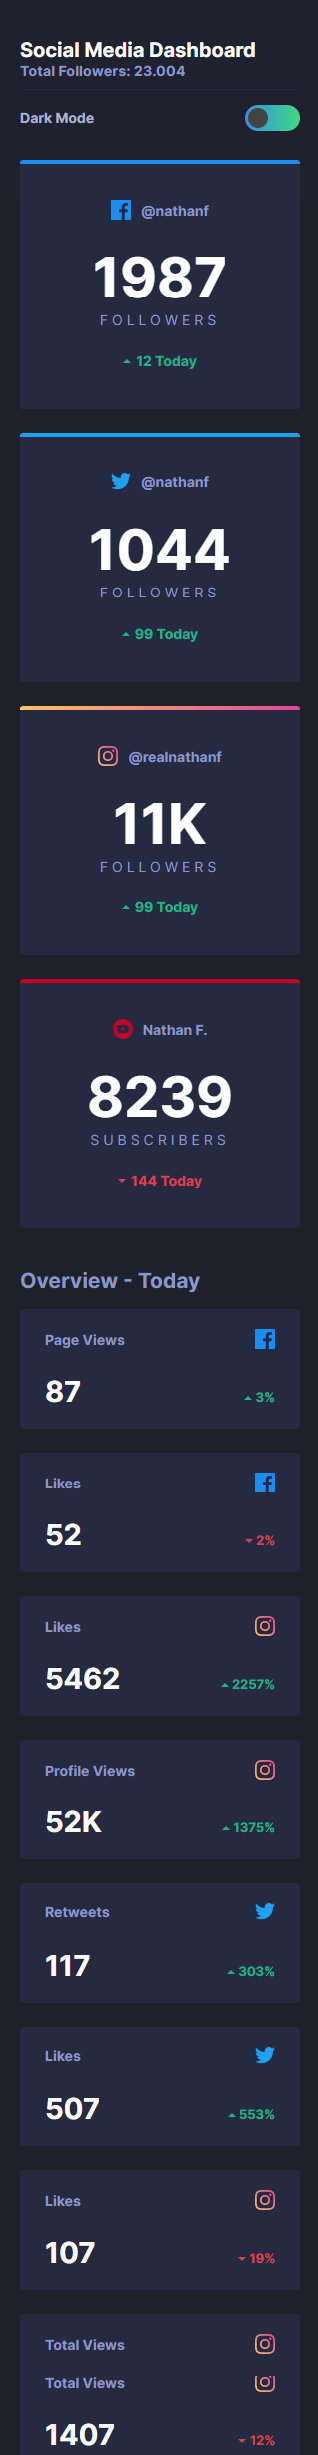 Social Media Dashboard
Total Followers: 23.004
Dark Mode
@nathanf
1987
FOLLOWERS
12 Today
@nathanf
1044
FOLLOWERS
99 Today
@realnathanf
11K
FOLLOWERS
99 Today
Nathan F.
8239
SUBSCRIBERS
144 Today
Overview - Today
Page Views
87
3%
Likes
52
2%
Likes
5462
2257%
Profile Views
52K
1375%
Retweets
117
303%
Likes
507
553%
Likes
107
19%
Total Views
Total Views
1407
12%